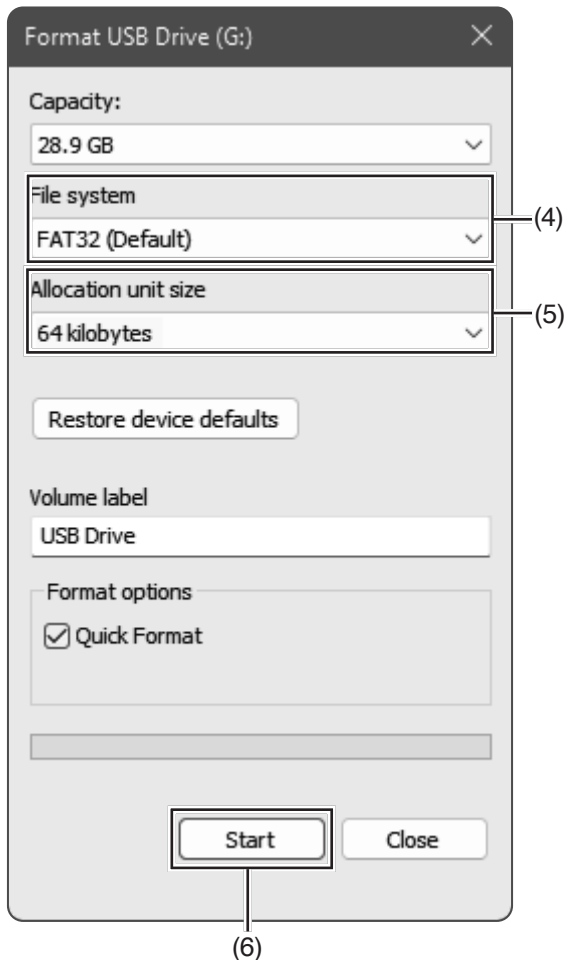 Format USB Drive (G:)
Capacity:
28.9 GB
File system
(4)
FAT32 (Default)
Allocation unit size
(5)
64 kilobytes
Restore device defaults
Volume label
USB Drive
Format options
Quick Format
Start Close
(6)